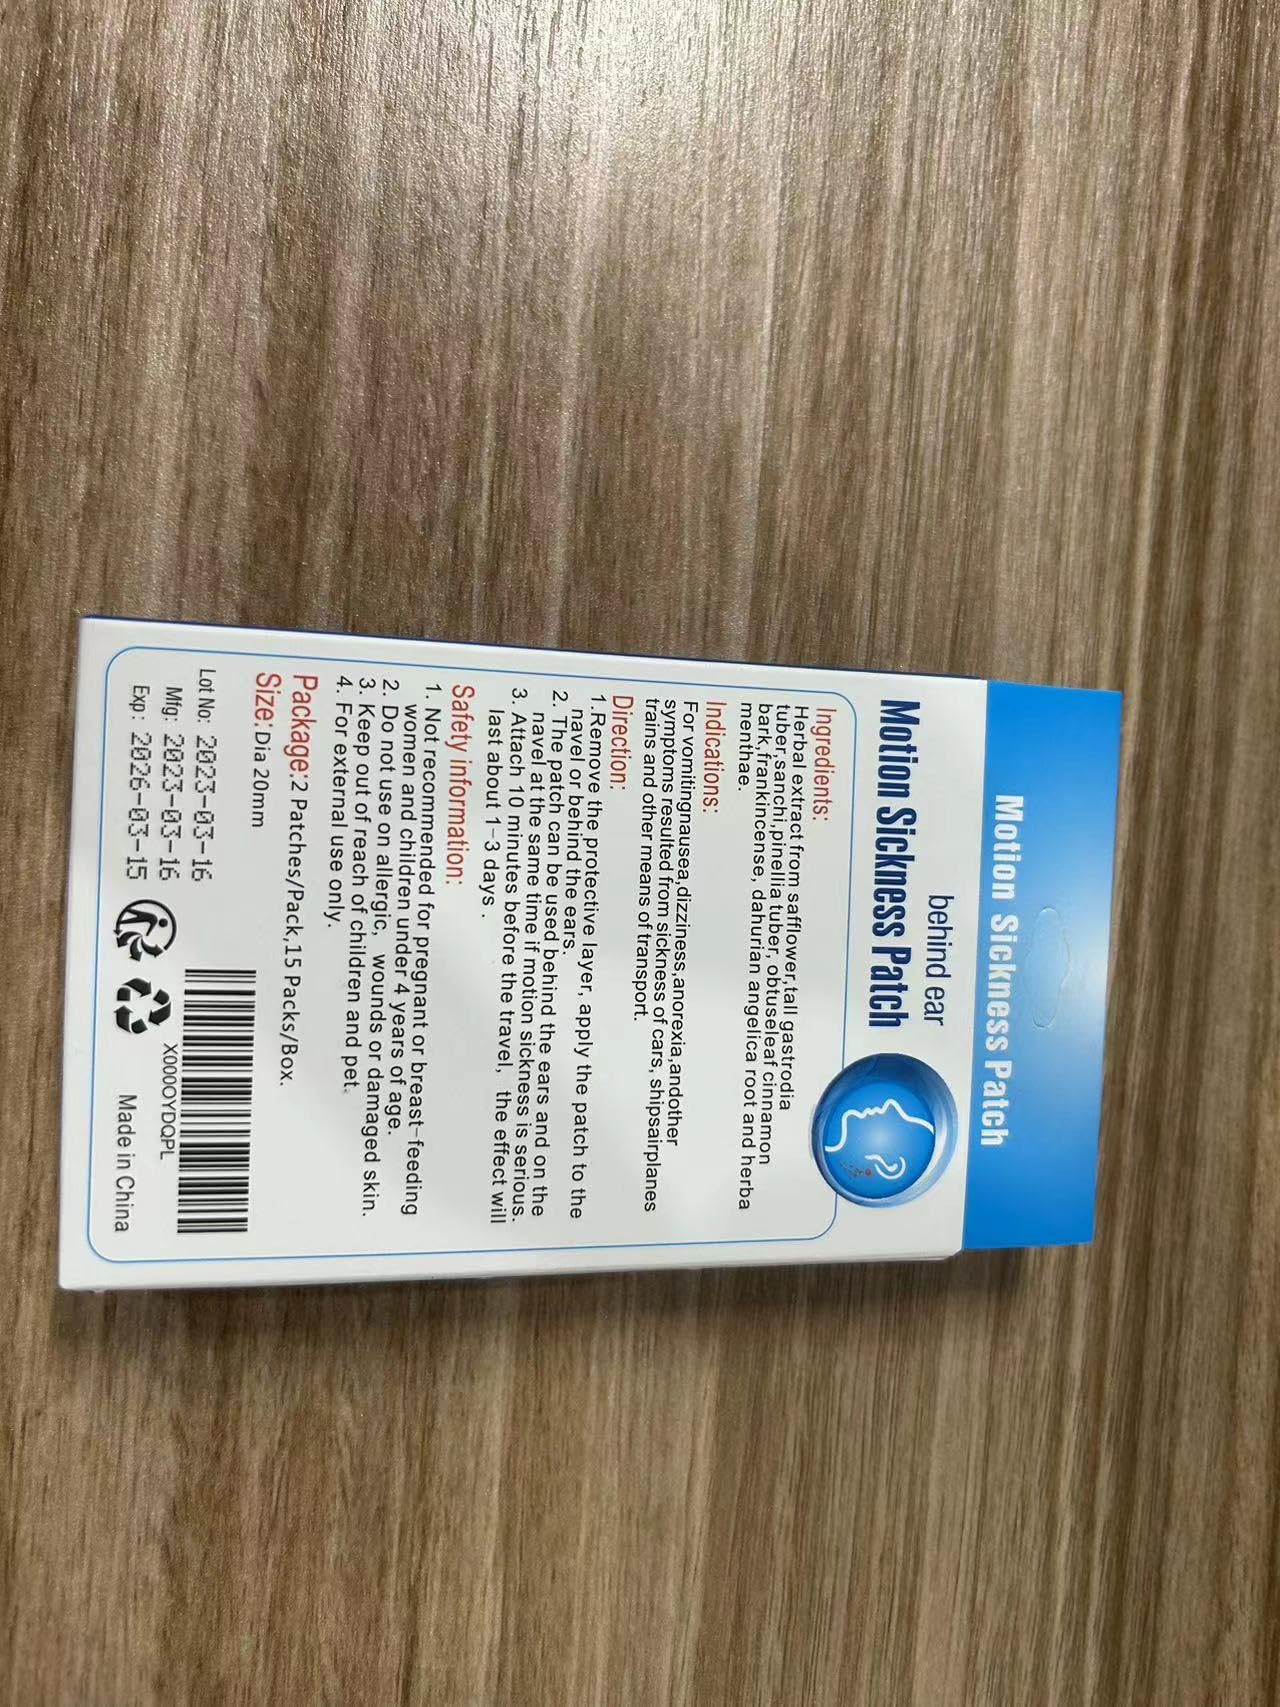 Motion Sickness Patch
behind ear
Motion Sickness Patch
Ingredients:
Herbal extract from safflower,tall gastrodia
tuber,sanchi,pinellia tuber, obtuseleaf cinnamon
bark,frankincense, dahurian angelica root and herba
menthae.
Indications:
For vomitingnausea,dizziness,anorexia,andother
symptoms resulted from sickness of cars, shipsairplanes
trains and other means of transport.
Direction:
1.Remove the protective layer, apply the patch to the
navel or behind the ears.
2. The patch can be used behind the ears and on the
navel at the same time if motion sickness is serious.
3. Attach 10 minutes before the travel, the effect will
last about 1-3 days .
Safety information:
1. Not recommended for pregnant or breast-feeding
women and children under 4 years of age.
2. Do not use on allergic, wounds or damaged skin.
3. Keep out of reach of children and pet.
4. For external use only.
Package:2 Patches/Pack,15 Packs/Box.
Size:Dia 20mm
Lot No: 2023-03-16
Mfg: 2023-03-16
Exp: 2026-03-15
X0000YDQPL
Made in China